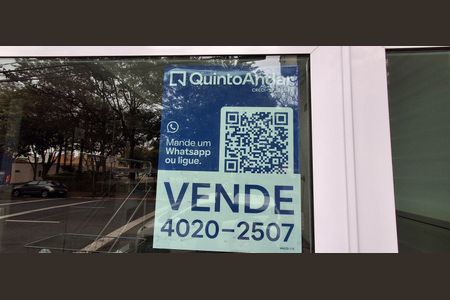 QuintoAndar
Mande um
Whatsapp
ou ligue.
VENDE
4020-2507